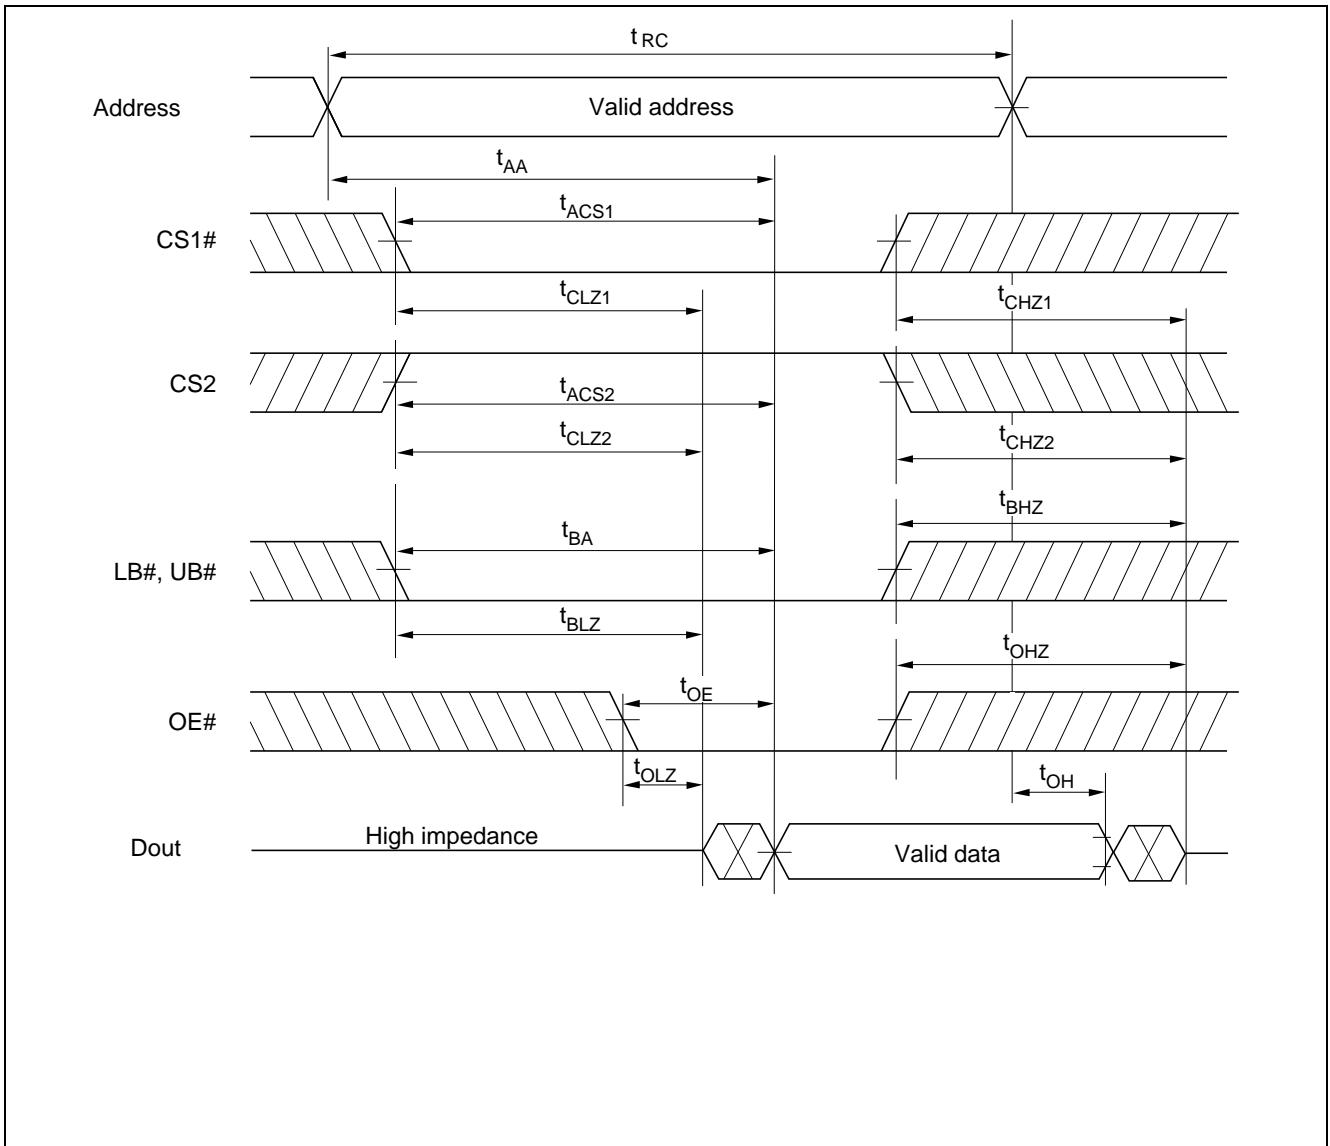 t RC
Address
Valid address
tAA
tACS1
CS1#
tCLZ1
tCHZ1
CS2
tACS2
tCLZ2
tCHZ2
tBHZ
tBA
LB#, UB#
tBLZ
tOHZ
tOE
OE#
tOLZ
tOH
High impedance
Dout
Valid data